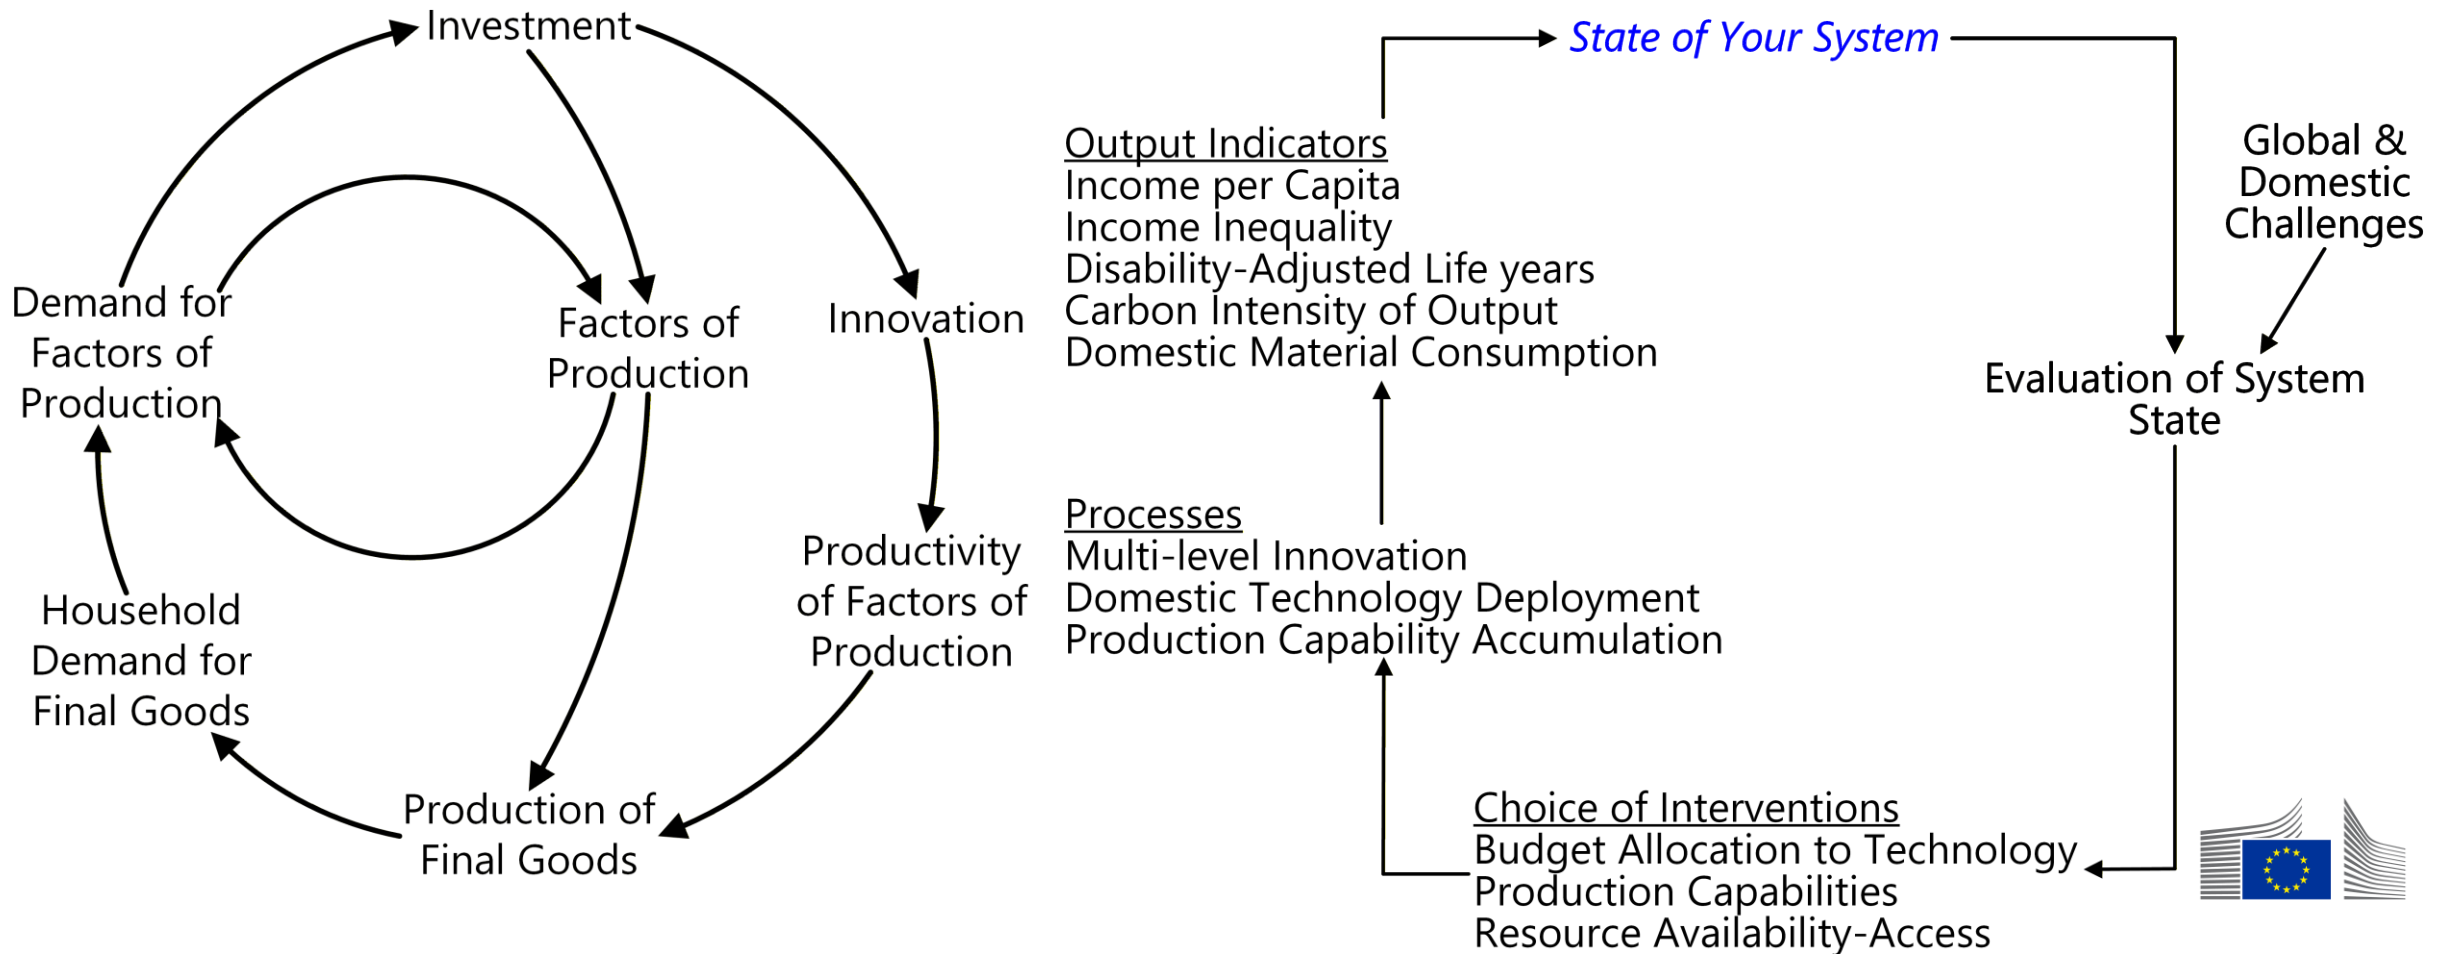 Investment
Demand for
Factors of
Production
Factors of
Production
Innovation
Productivity
of Factors of
Production
Household
Demand for
Final Goods
Production of
Final Goods
State of Your System
Output Indicators
Income per Capita
Income Inequality
Disability-Adjusted Life years
Carbon Intensity of Output
Domestic Material Consumption
Global &
Domestic
Challenges
Evaluation of System
State
Processes
Multi-level Innovation
Domestic Technology Deployment
Production Capability Accumulation
Choice of Interventions
Budget Allocation to Technology
Production Capabilities
Resource Availability-Access